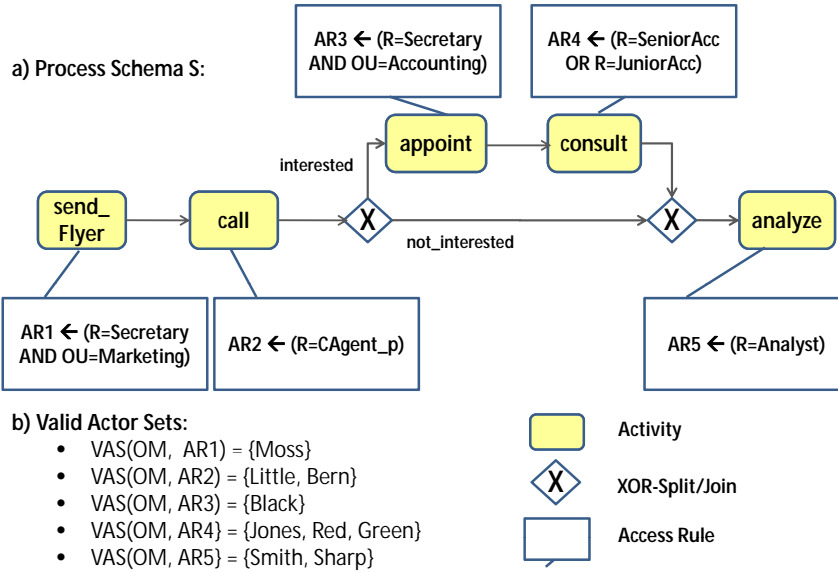 AR3 ← (R=Secretary
AND OU=Accounting)
AR4 ← (R=SeniorAcc
OR R=JuniorAcc)
a) Process Schema S:
appoint
consult
interested
send_
Flyer
call
X
X
analyze
not_interested
AR1 ← (R=Secretary
AND OU=Marketing)
AR2 ← (R=CAgent_p)
AR5 ← (R=Analyst)
b) Valid Actor Sets:
• VAS(OM, AR1) = {Moss}
• VAS(OM, AR2) = {Little, Bern}
• VAS(OM, AR3) = {Black}
• VAS(OM, AR4} = {Jones, Red, Green}
• VAS(OM, AR5} = {Smith, Sharp}
Activity
X
XOR-Split/Join
Access Rule